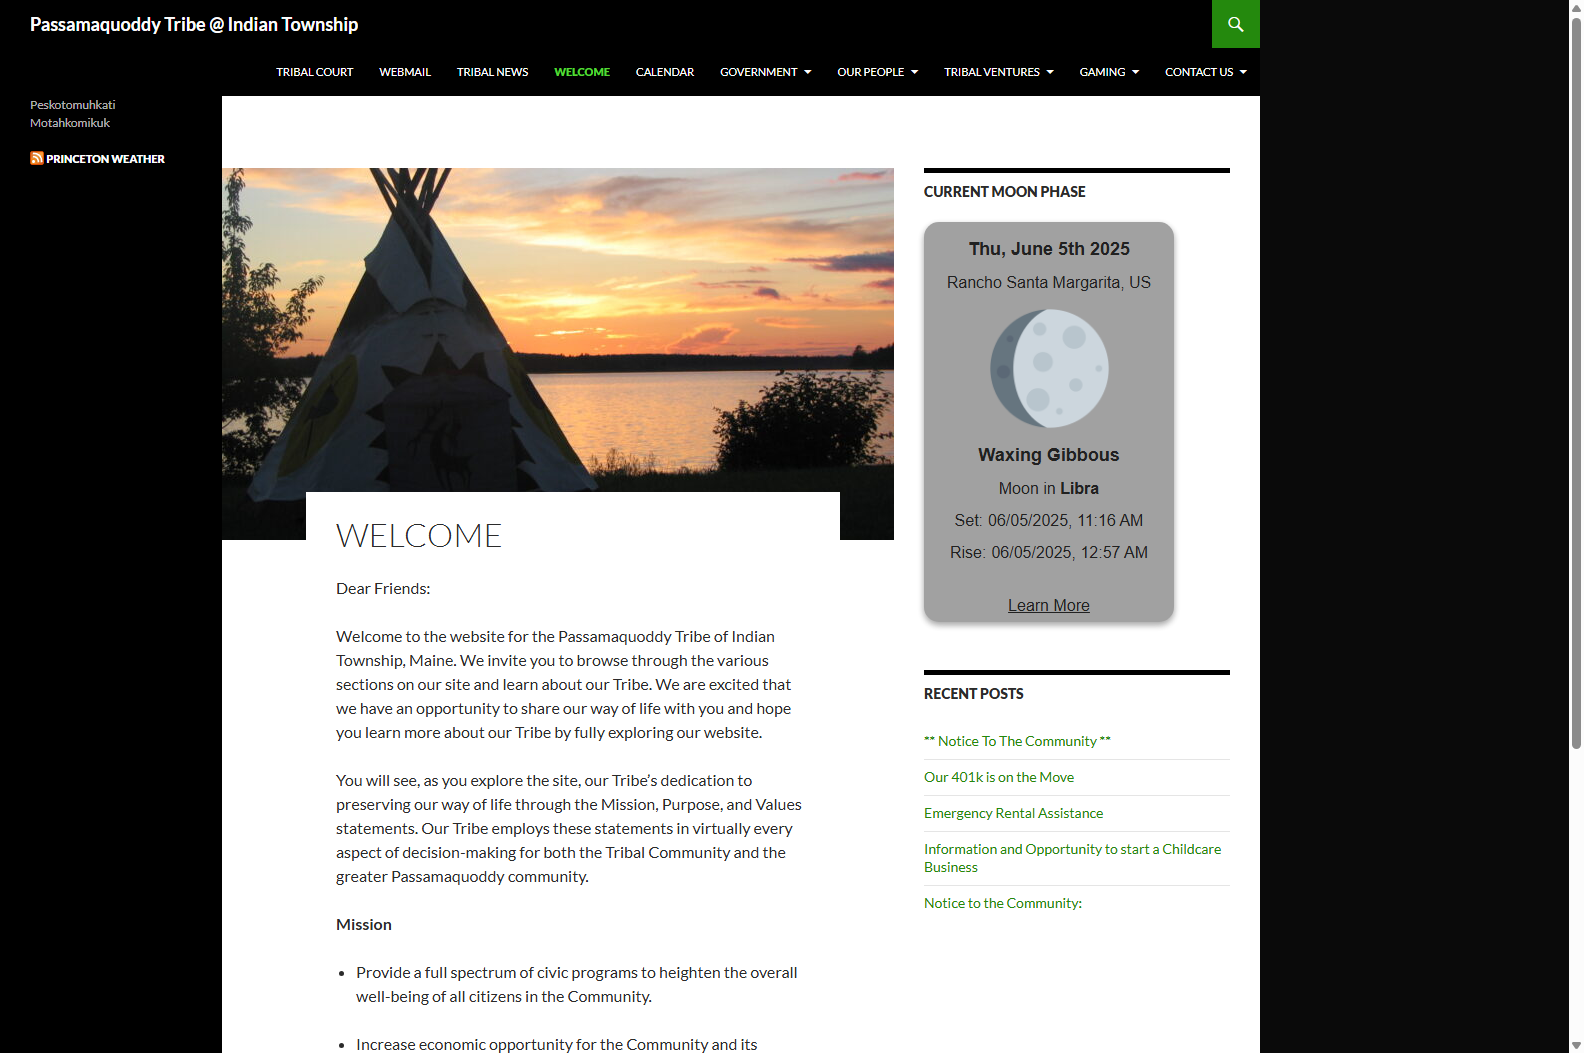 Passamaquoddy Tribe @ Indian Township
TRIBAL COURT WEBMAIL TRIBAL NEWS WELCOME CALENDAR GOVERNMENT OUR PEOPLE TRIBAL VENTURES GAMING CONTACT US
Peskotomuhkati
Motahkomikuk
PRINCETON WEATHER
WELCOME
Dear Friends:
Welcome to the website for the Passamaquoddy Tribe of Indian
Township, Maine. We invite you to browse through the various
sections on our site and learn about our Tribe. We are excited that
we have an opportunity to share our way of life with you and hope
you learn more about our Tribe by fully exploring our website.
You will see, as you explore the site, our Tribe’s dedication to
preserving our way of life through the Mission, Purpose, and Values
statements. Our Tribe employs these statements in virtually every
aspect of decision-making for both the Tribal Community and the
greater Passamaquoddy community.
Mission
• Provide a full spectrum of civic programs to heighten the overall
well-being of all citizens in the Community.
• Increase economic opportunity for the Community and its
CURRENT MOON PHASE
Thu, June 5th 2025
Rancho Santa Margarita, US
Waxing Gibbous
Moon in Libra
Set: 06/05/2025, 11:16 AM
Rise: 06/05/2025, 12:57 AM
Learn More
RECENT POSTS
** Notice To The Community **
Our 401k is on the Move
Emergency Rental Assistance
Information and Opportunity to start a Childcare
Business
Notice to the Community: